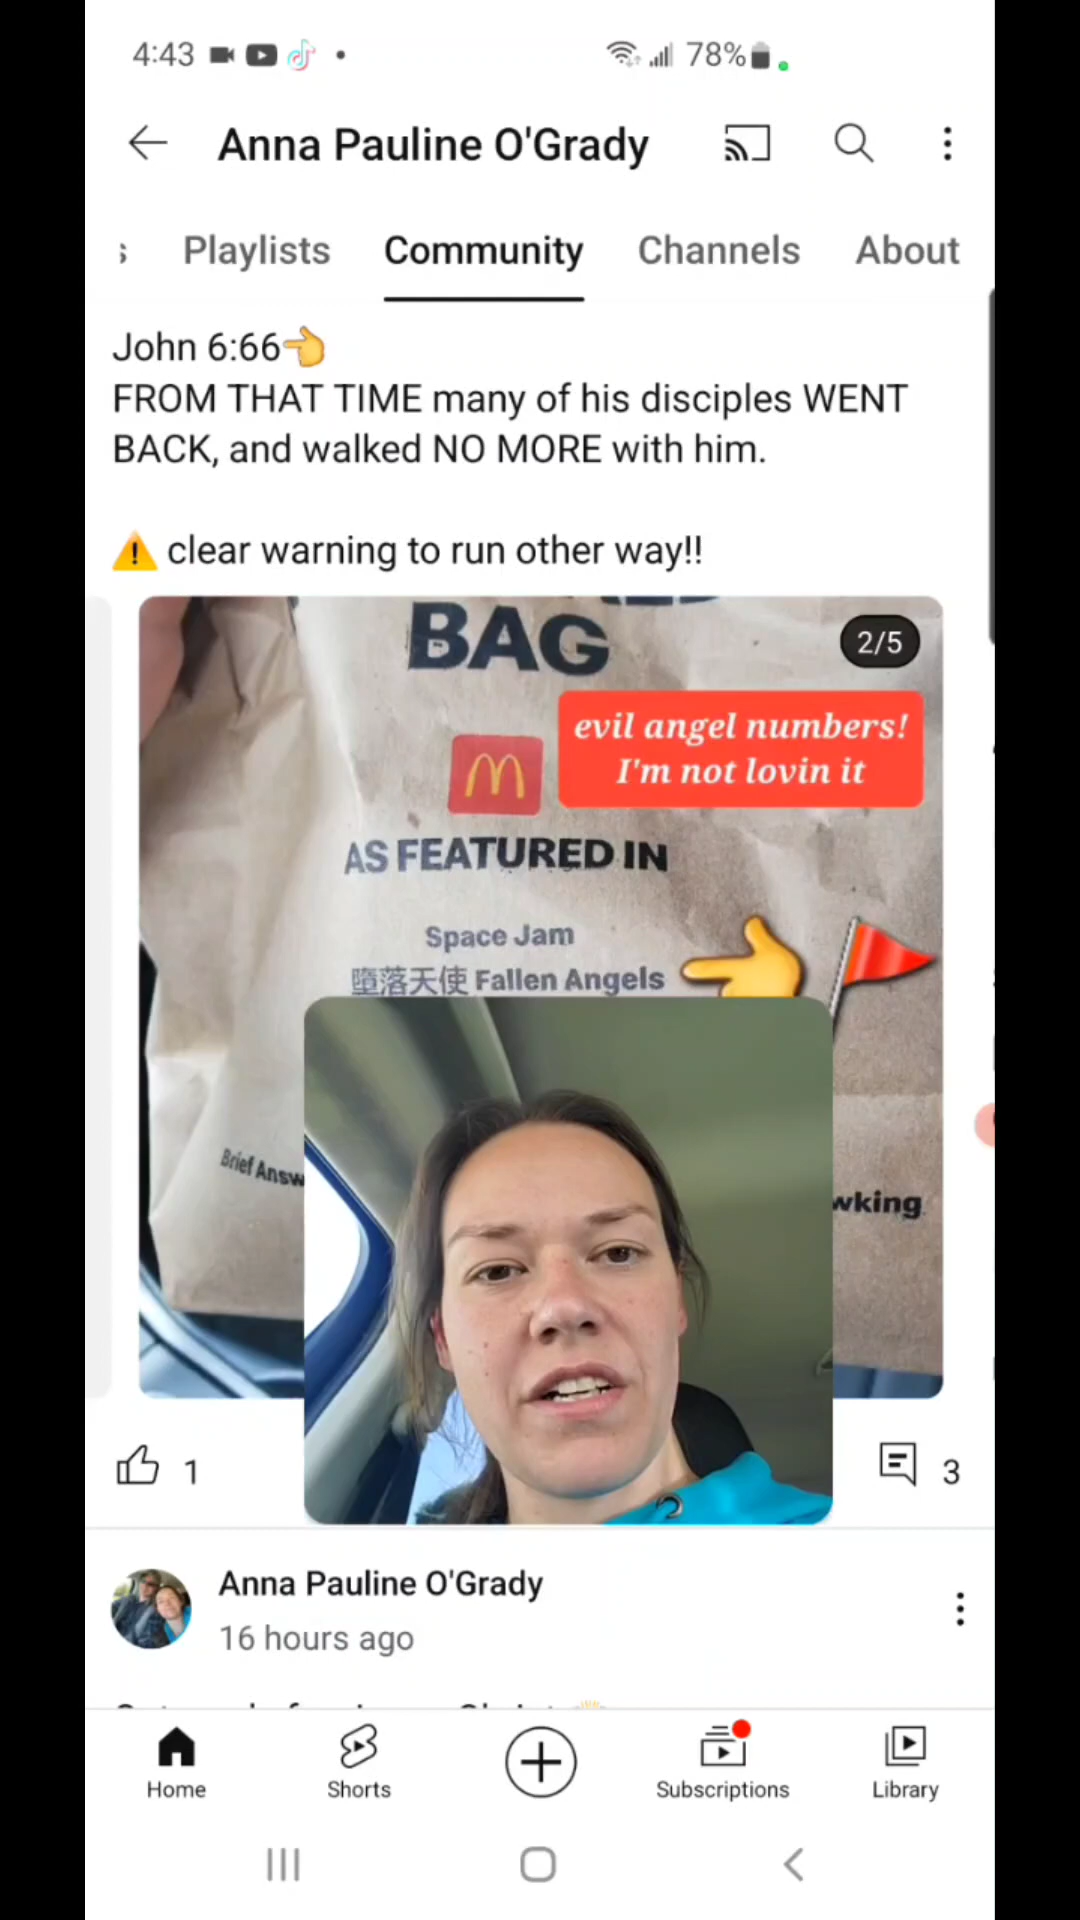 4:43
78%
Anna Pauline O'Grady
s Playlists Community Channels About
John 6:66
FROM THAT TIME many of his disciples WENT
BACK, and walked NO MORE with him.
clear warning to run other way!!
BAG
2/5
evil angel numbers!
I'm not lovin it
AS FEATURED IN
Space Jam
墮落天使 Fallen Angels
Brief Answ
wking
1
3
Anna Pauline O'Grady
16 hours ago
Home Shorts Subscriptions Library